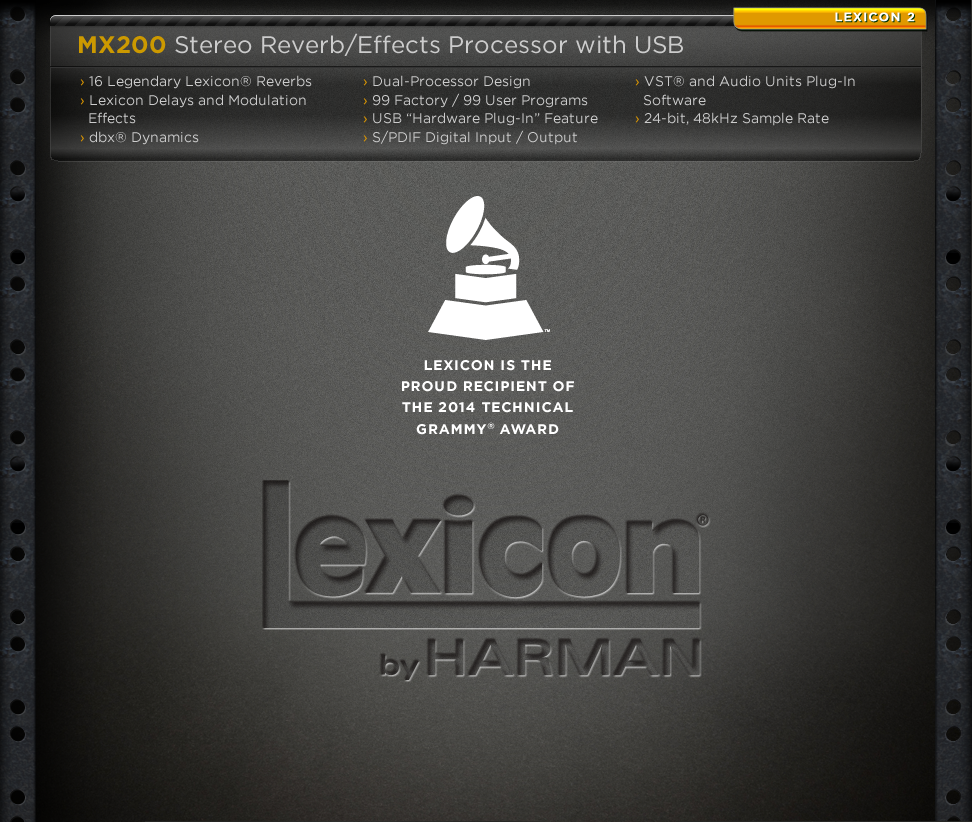 LEXICON 2
MX200 Stereo Reverb/Effects Processor with USB
› 16 Legendary Lexicon® Reverbs
› Lexicon Delays and Modulation
Effects
› dbx® Dynamics
› Dual-Processor Design
› 99 Factory / 99 User Programs
› USB “Hardware Plug-In” Feature
› S/PDIF Digital Input / Output
› VST® and Audio Units Plug-In
Software
› 24-bit, 48kHz Sample Rate
™
LEXICON IS THE
PROUD RECIPIENT OF
THE 2014 TECHNICAL
GRAMMY® AWARD
lexicon®
by HARMAN